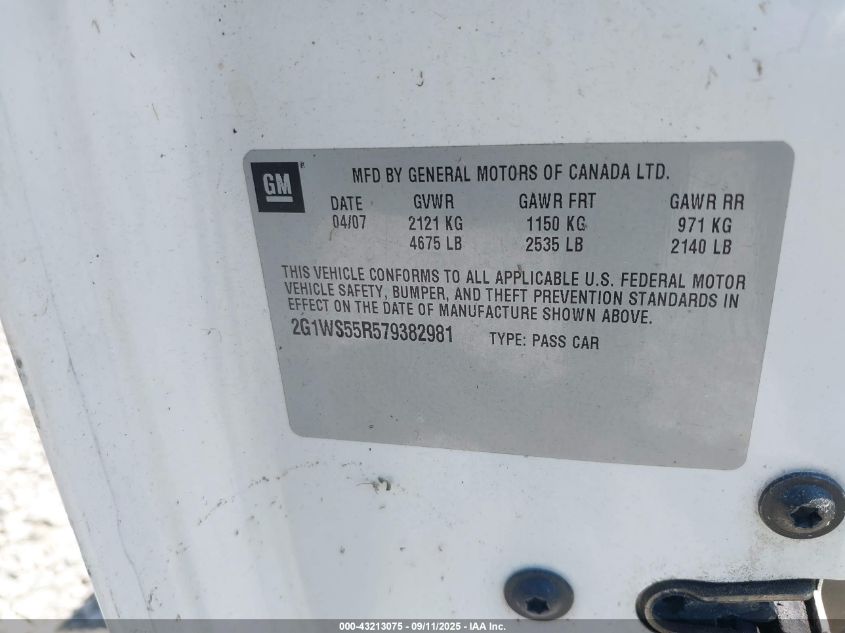 GM
MFD BY GENERAL MOTORS OF CANADA LTD.
DATE GVWR GAWR FRT GAWR RR
04/07 2121 KG 1150 KG 971 KG
4675 LB 2535 LB 2140 LB
THIS VEHICLE CONFORMS TO ALL APPLICABLE U.S. FEDERAL MOTOR
VEHICLE SAFETY, BUMPER, AND THEFT PREVENTION STANDARDS IN
EFFECT ON THE DATE OF MANUFACTURE SHOWN ABOVE.
2G1WS55R579382981 TYPE: PASS CAR
000-43213075 - 09/11/2025 - IAA Inc.